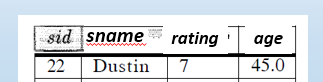 sid sname rating ' age
22 Dustin 7 45.0